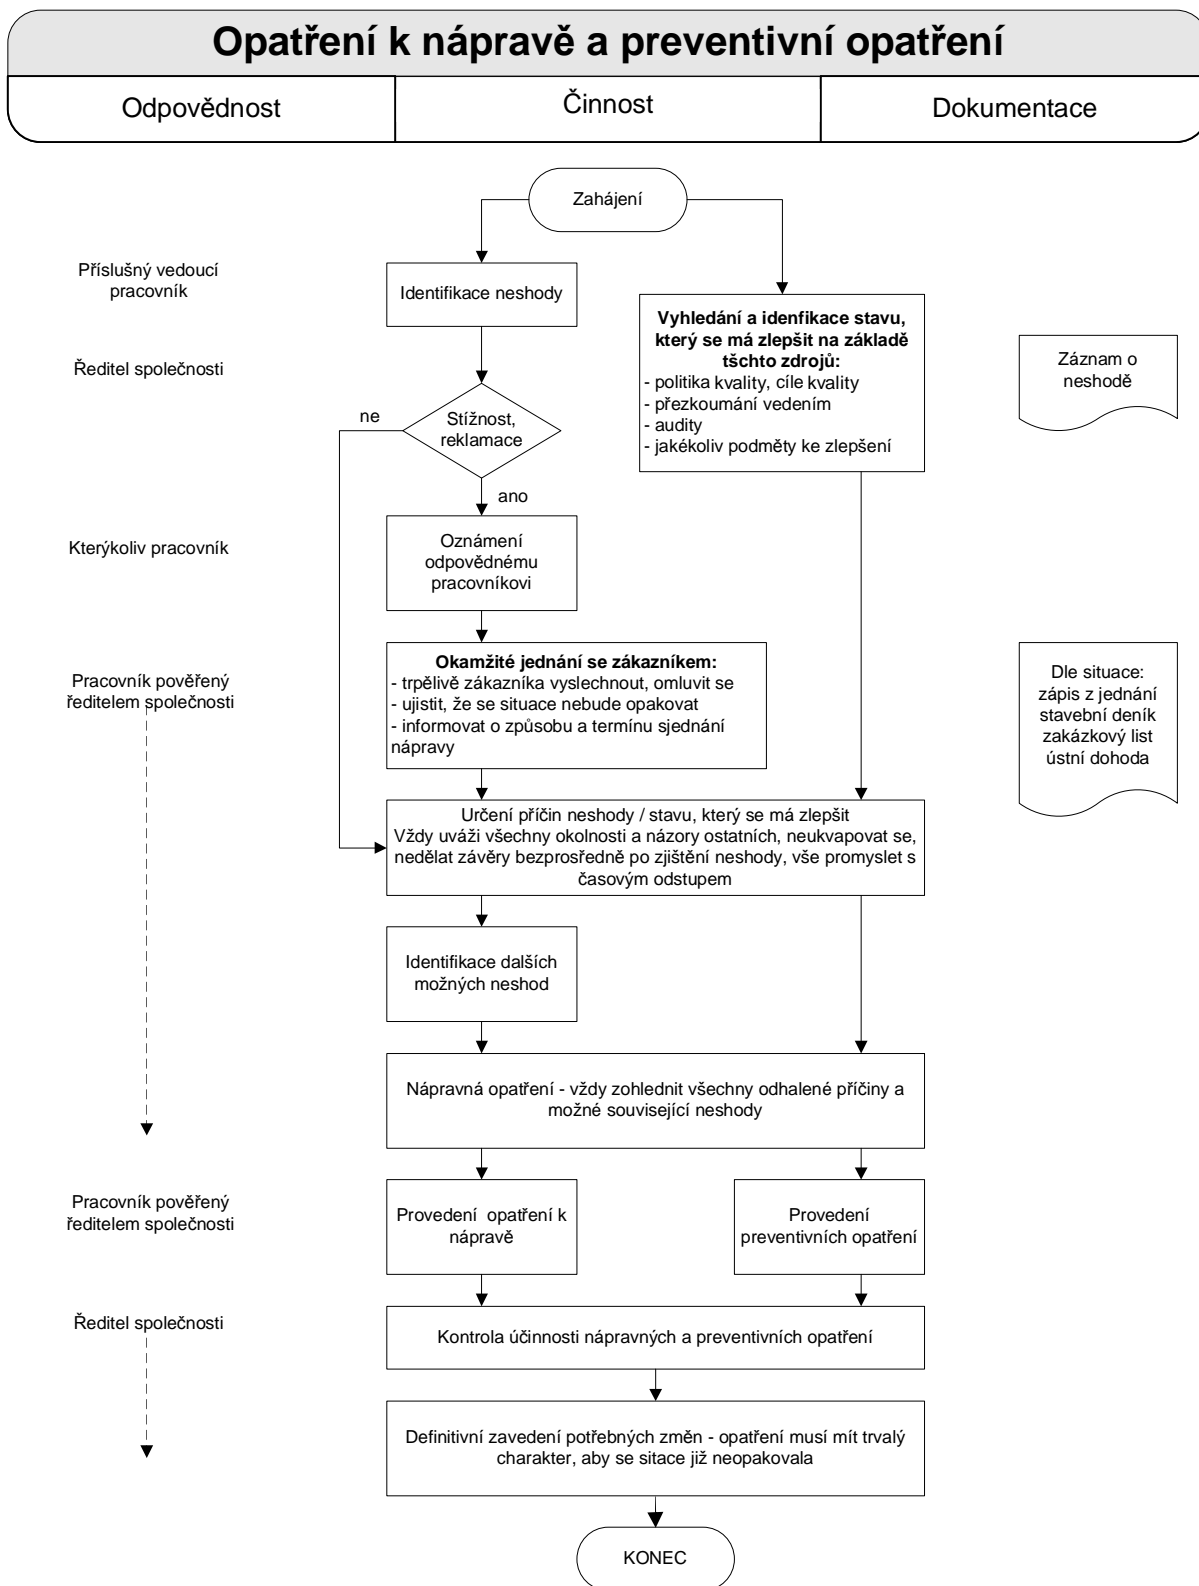 Opatření k nápravě a preventivní opatření
Odpovědnost
Činnost
Dokumentace
Zahájení
Příslušný vedoucí
pracovník
Identifikace neshody
Vyhledání a idenfikace stavu,
který se má zlepšit na základě
tšchto zdrojů:
- politika kvality, cíle kvality
- přezkoumání vedením
- audity
- jakékoliv podměty ke zlepšení
Záznam o
neshodě
Ředitel společnosti
ne
Stížnost,
reklamace
ano
Kterýkoliv pracovník
Oznámení
odpovědnému
pracovníkovi
Pracovník pověřený
ředitelem společnosti
Okamžité jednání se zákazníkem:
- trpělivě zákazníka vyslechnout, omluvit se
- ujistit, že se situace nebude opakovat
- informovat o způsobu a termínu sjednání
nápravy
Dle situace:
zápis z jednání
stavební deník
zakázkový list
ústní dohoda
Určení příčin neshody / stavu, který se má zlepšit
Vždy uváži všechny okolnosti a názory ostatních, neukvapovat se,
nedělat závěry bezprosředně po zjištění neshody, vše promyslet s
časovým odstupem
Identifikace dalších
možných neshod
Nápravná opatření - vždy zohlednit všechny odhalené příčiny a
možné související neshody
Pracovník pověřený
ředitelem společnosti
Provedení  opatření k
nápravě
Provedení
preventivních opatření
Ředitel společnosti
Kontrola účinnosti nápravných a preventivních opatření
Definitivní zavedení potřebných změn - opatření musí mít trvalý
charakter, aby se sitace již neopakovala
KONEC